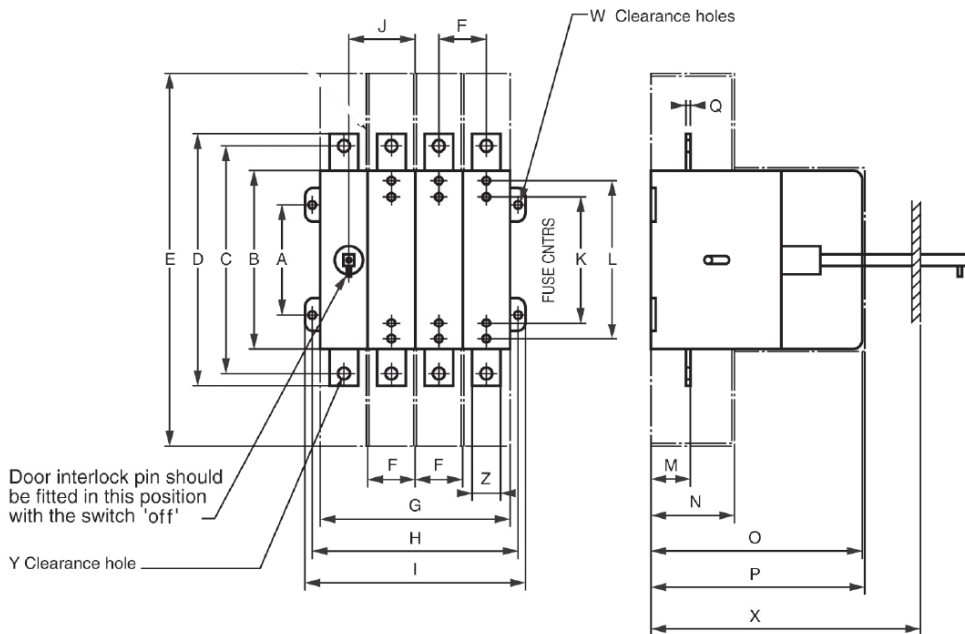 W Clearance holes
J
F
Q
E
D
C
B
A
FUSE CNTRS
K
L
M
N
F
F
Z
G
H
I
O
P
X
Door interlock pin should
be fitted in this position
with the switch 'off'
Y Clearance hole